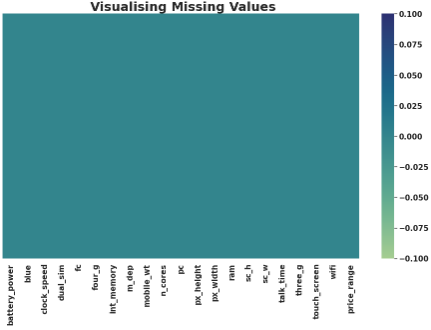 Visualising Missing Values
0.100
0.075
0.050
0.025
0.000
−0.025
−0.050
−0.075
−0.100
battery_power
blue
clock_speed
dual_sim
fc
four_g
int_memory
m_dep
mobile_wt
n_cores
pc
px_height
px_width
ram
sc_h
sc_w
talk_time
three_g
touch_screen
wifi
price_range